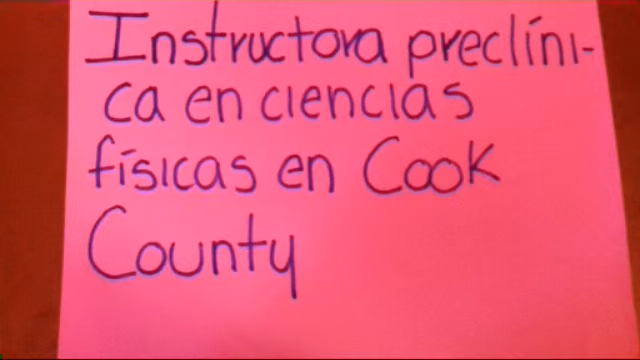 Instructora preclíni-
ca en ciencias
físicas en Cook
County